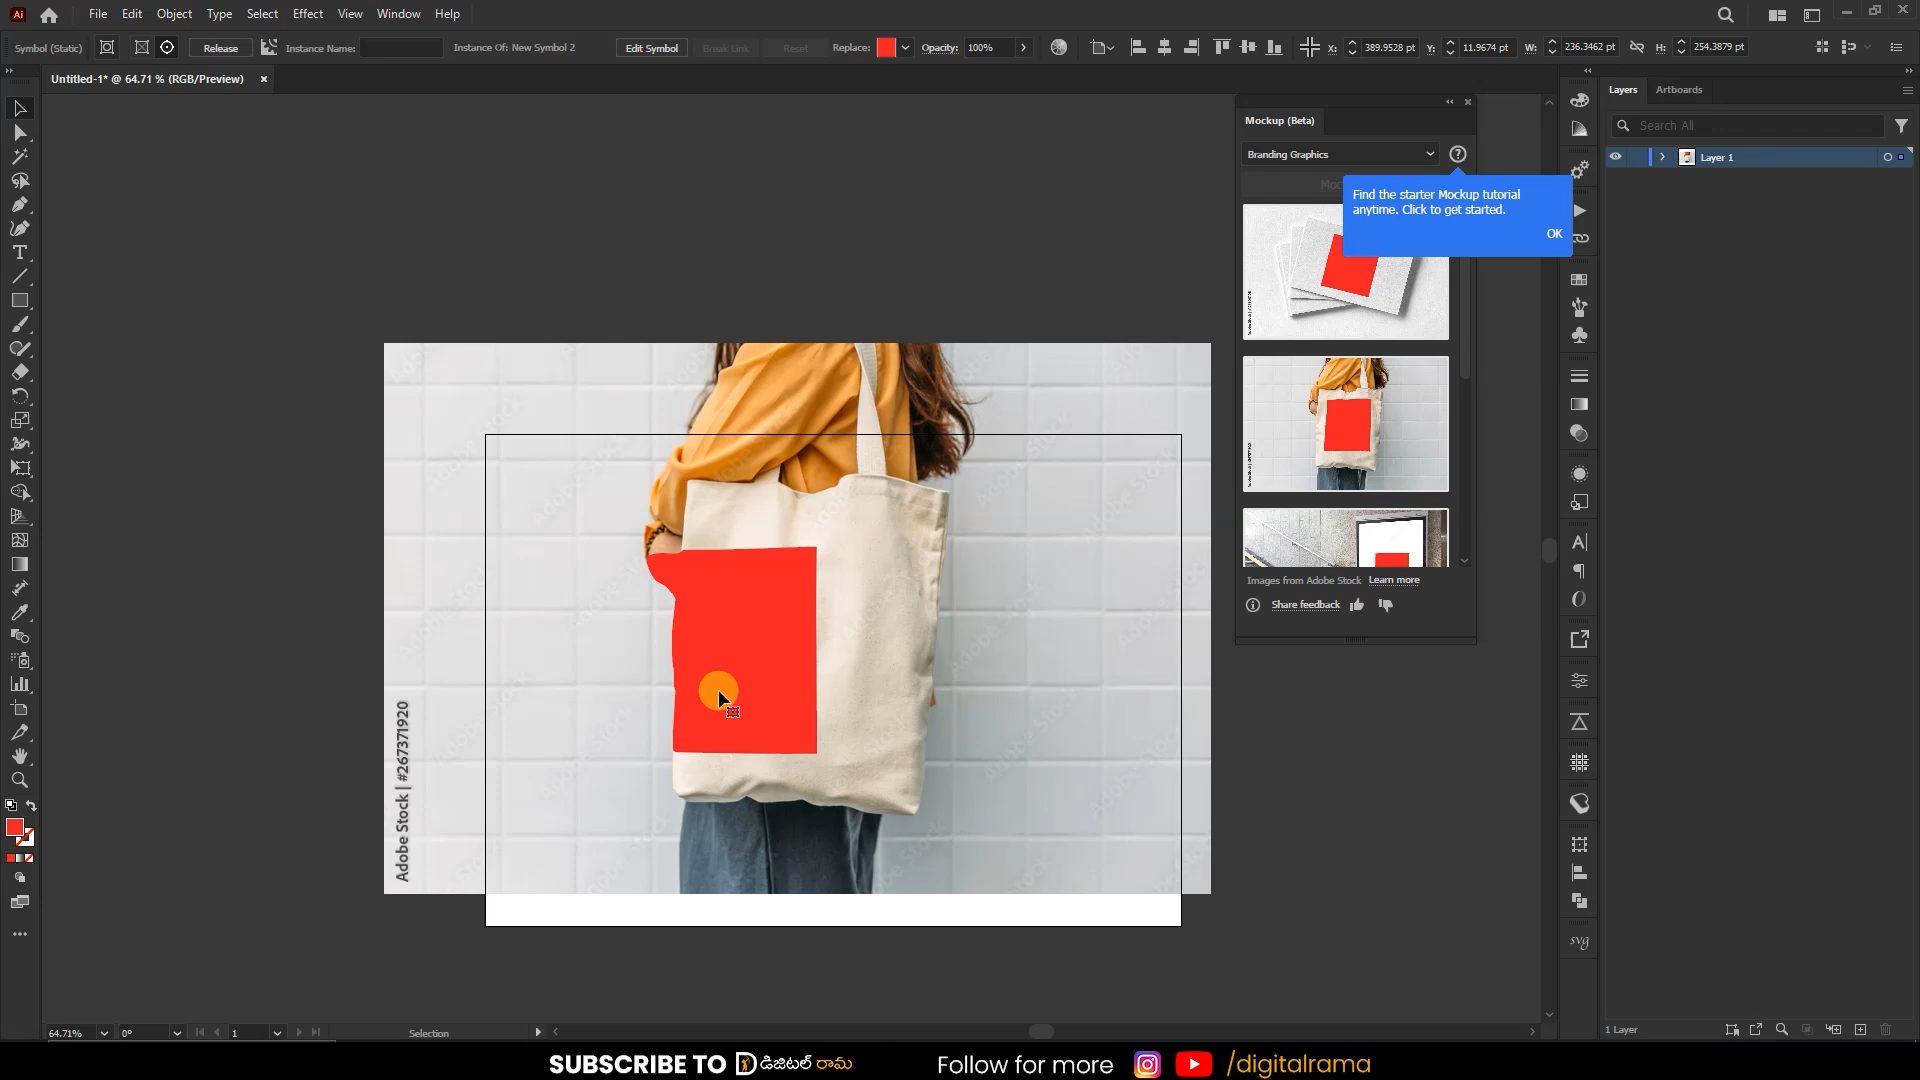 Ai File Edit Object Type Select Effect View Window Help
Symbol (Static) Release Instance Name: Instance Of: New Symbol 2 Edit Symbol Break Link Reset Replace: Opacity: 100% X: 389.9528 pt Y: 11.9674 pt W: 236.3462 pt H: 254.3879 pt
Untitled-1* @ 64.71 % (RGB/Preview)
Layers Artboards
Search All
Layer 1
Mockup (Beta)
Branding Graphics
Find the starter Mockup tutorial
anytime. Click to get started.
OK
Images from Adobe Stock Learn more
Share feedback
Adobe Stock | #267371920
svg
64.71% 0° 1 Selection
1 Layer
SUBSCRIBE TO D డిజిటల్ రామ Follow for more /digitalrama